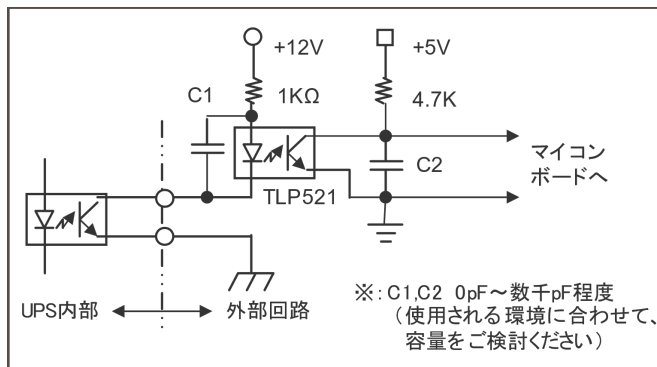 +12V
+5V
C1
1KΩ
4.7K
C2
マイコン
ボードへ
TLP521
UPS内部
外部回路
※：C1,C2 0pF～数千pF程度
（使用される環境に合わせて、
容量をご検討ください）